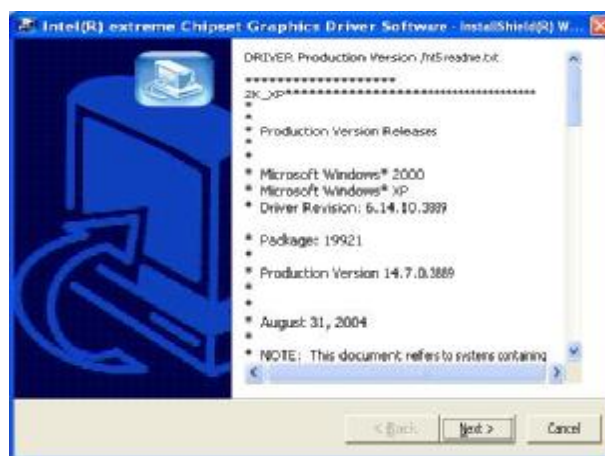 Intel(R) extreme Chipset Graphics Driver Software - InstallShield(R) W...
DRIVER Production Version /nt5readme.txt
********************
2K_XP****************************************
*
*
* Production Version Releases
*
*
* Microsoft Windows* 2000
* Microsoft Windows* XP
* Driver Revision: 6.14.10.3889
*
* Package: 19921
*
* Production Version 14.7.0.3889
*
*
* August 31, 2004
*
* NOTE: This document refers to systems containing
< Back
Next >
Cancel